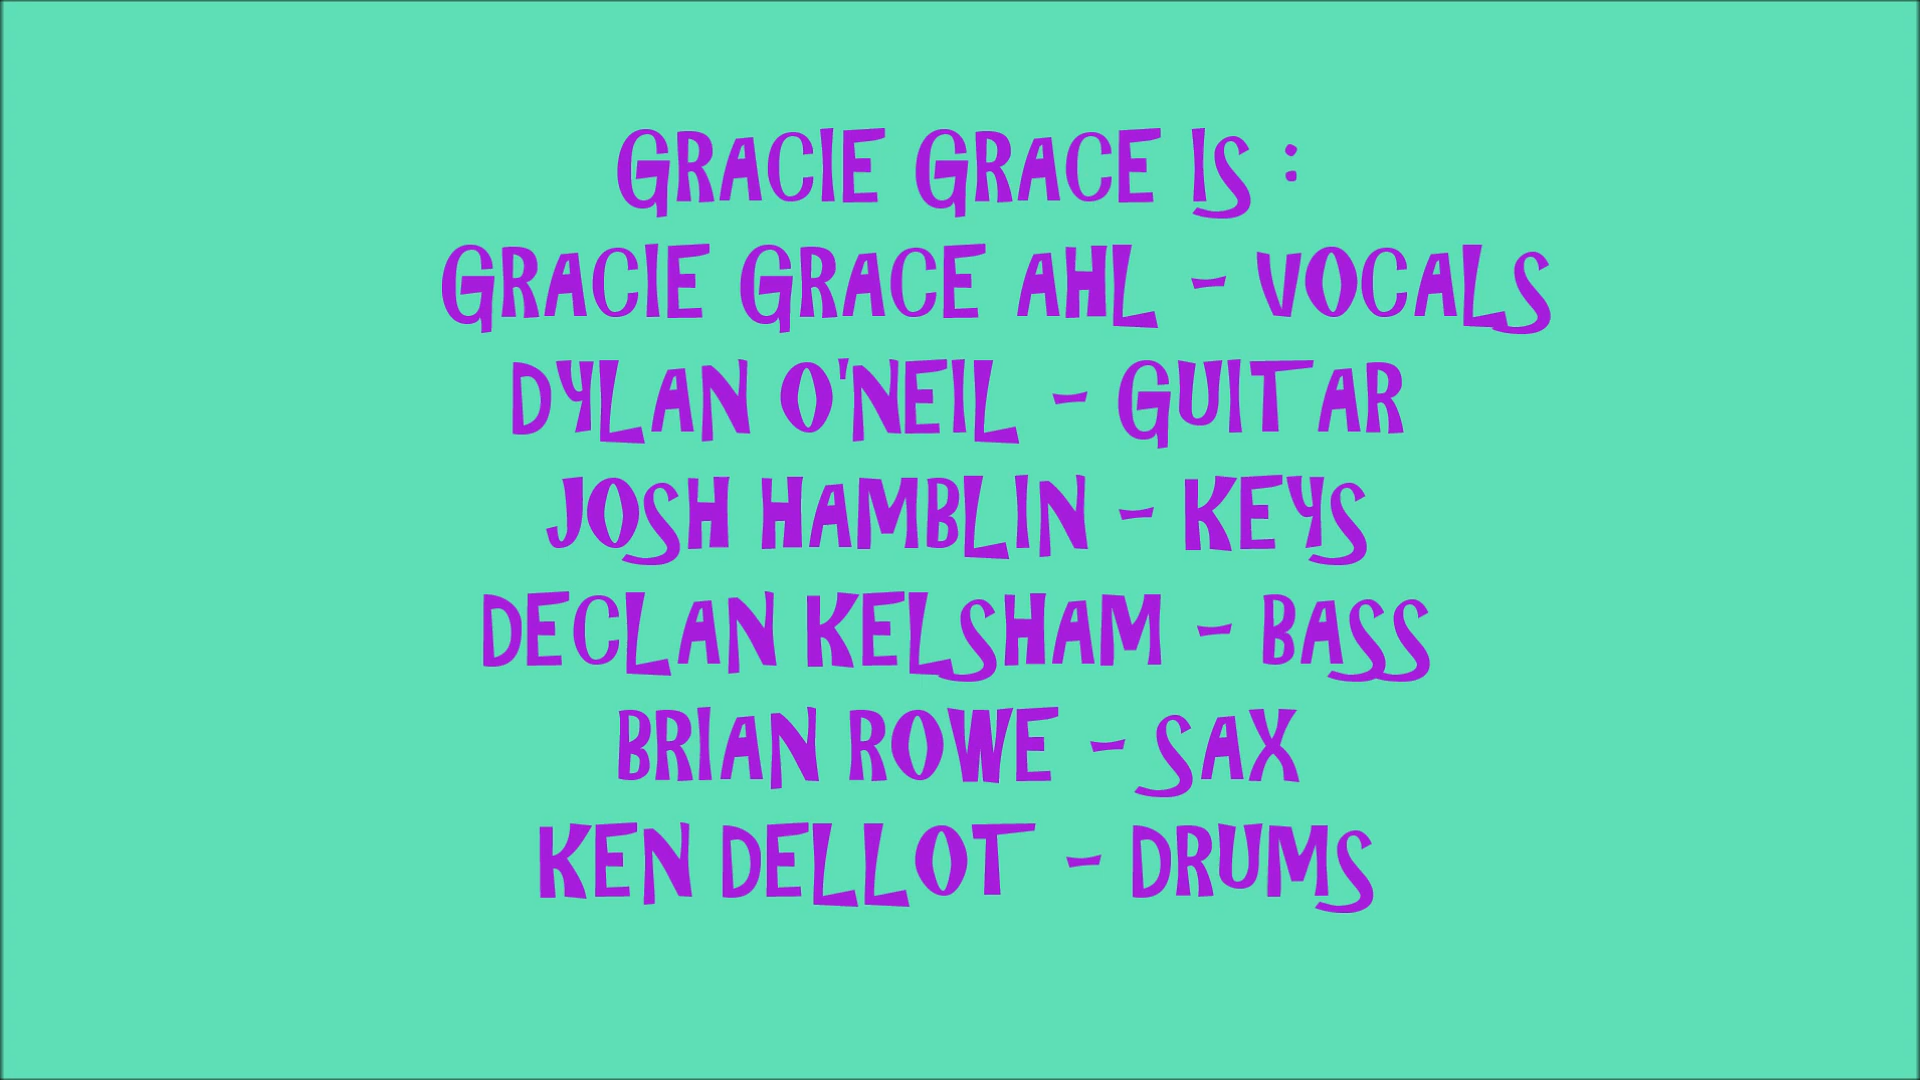 GRACIE GRACE IS :
GRACIE GRACE AHL - VOCALS
DYLAN O'NEIL - GUITAR
JOSH HAMBLIN - KEYS
DECLAN KELSHAM - BASS
BRIAN ROWE - SAX
KEN DELLOT - DRUMS